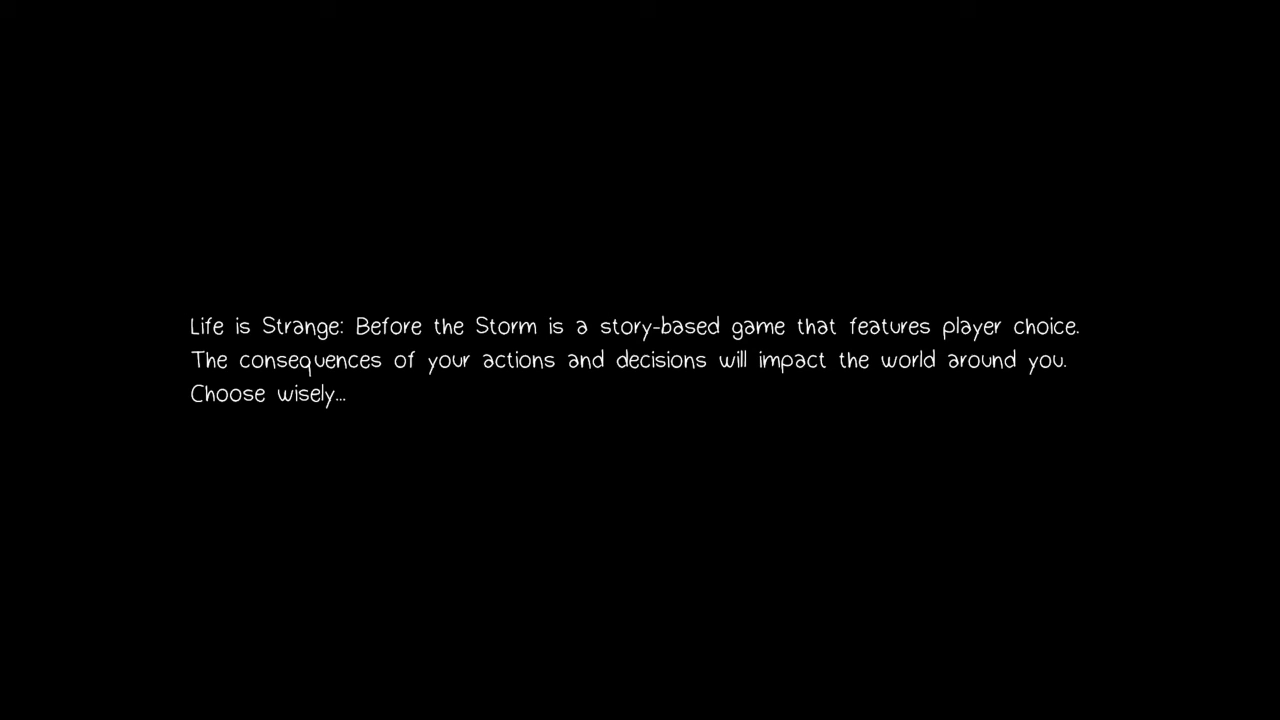 Life is Strange: Before the Storm is a story-based game that features player choice.
The consequences of your actions and decisions will impact the world around you.
Choose wisely...